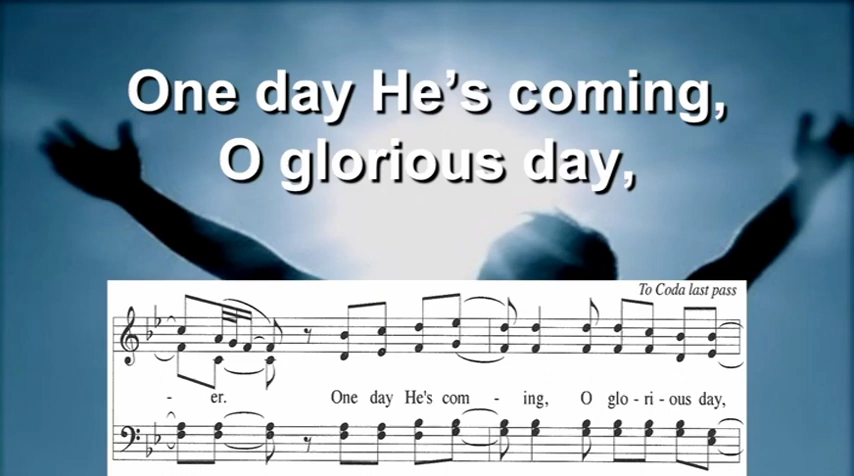 One day He's coming,
O glorious day,
To Coda last pass
- er. One day He's com - ing, O glo - ri - ous day,